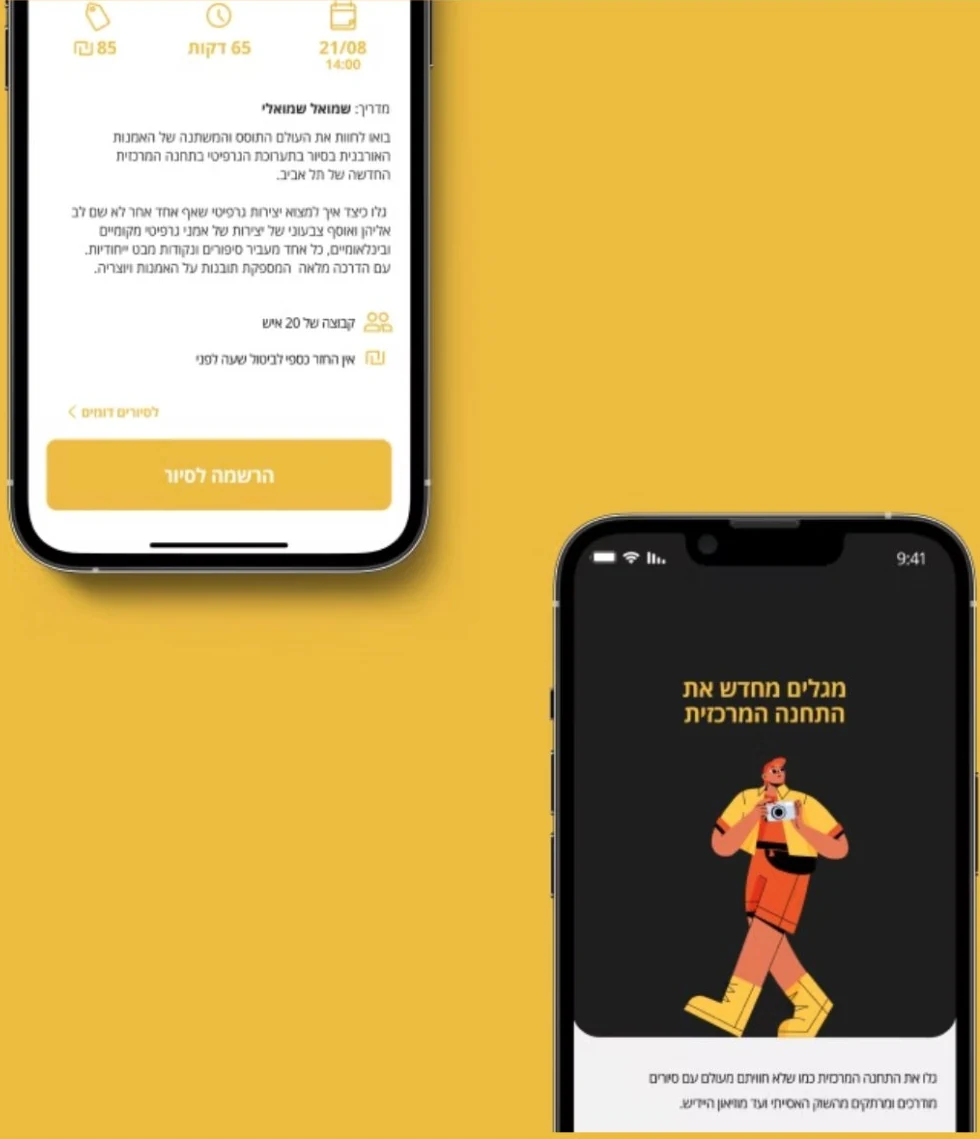 21/08
14:00
65 דקות
85 ₪
מדריך: שמואל שמואלי
בואו לחוות את העולם התוסס והמשתנה של האמנות
האורבנית בסיור בתערוכת הגרפיטי בתחנה המרכזית
החדשה של תל אביב.
גלו כיצד איך למצוא יצירות גרפיטי שאף אחד אחר לא שם לב
אליהן ואוסף צבעוני של יצירות של אמני גרפיטי מקומיים
ובינלאומיים, כל אחד מעביר סיפורים ונקודות מבט ייחודיות.
עם הדרכה מלאה המספקת תובנות על האמנות ויוצריה.
קבוצה של 20 איש
₪ אין החזר כספי לביטול שעה לפני
לסיורים דומים
הרשמה לסיור
9:41
מגלים מחדש את
התחנה המרכזית
גלו את התחנה המרכזית כמו שלא חוויתם מעולם עם סיורים
מודרכים ומרתקים מהשוק האסייתי ועד מוזיאון היידיש.